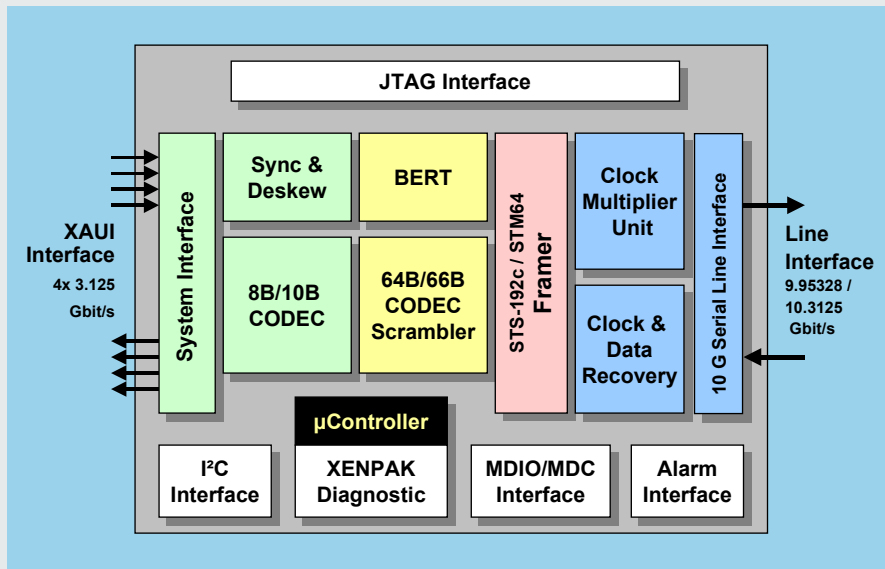 JTAG Interface
XAUI
Interface
4x 3.125
Gbit/s
System Interface
Sync &
Deskew
8B/10B
CODEC
BERT
64B/66B
CODEC
Scrambler
STS-192c / STM64
Framer
Clock
Multiplier
Unit
Clock &
Data
Recovery
10 G Serial Line Interface
Line
Interface
9.95328 /
10.3125
Gbit/s
I²C
Interface
µController
XENPAK
Diagnostic
MDIO/MDC
Interface
Alarm
Interface